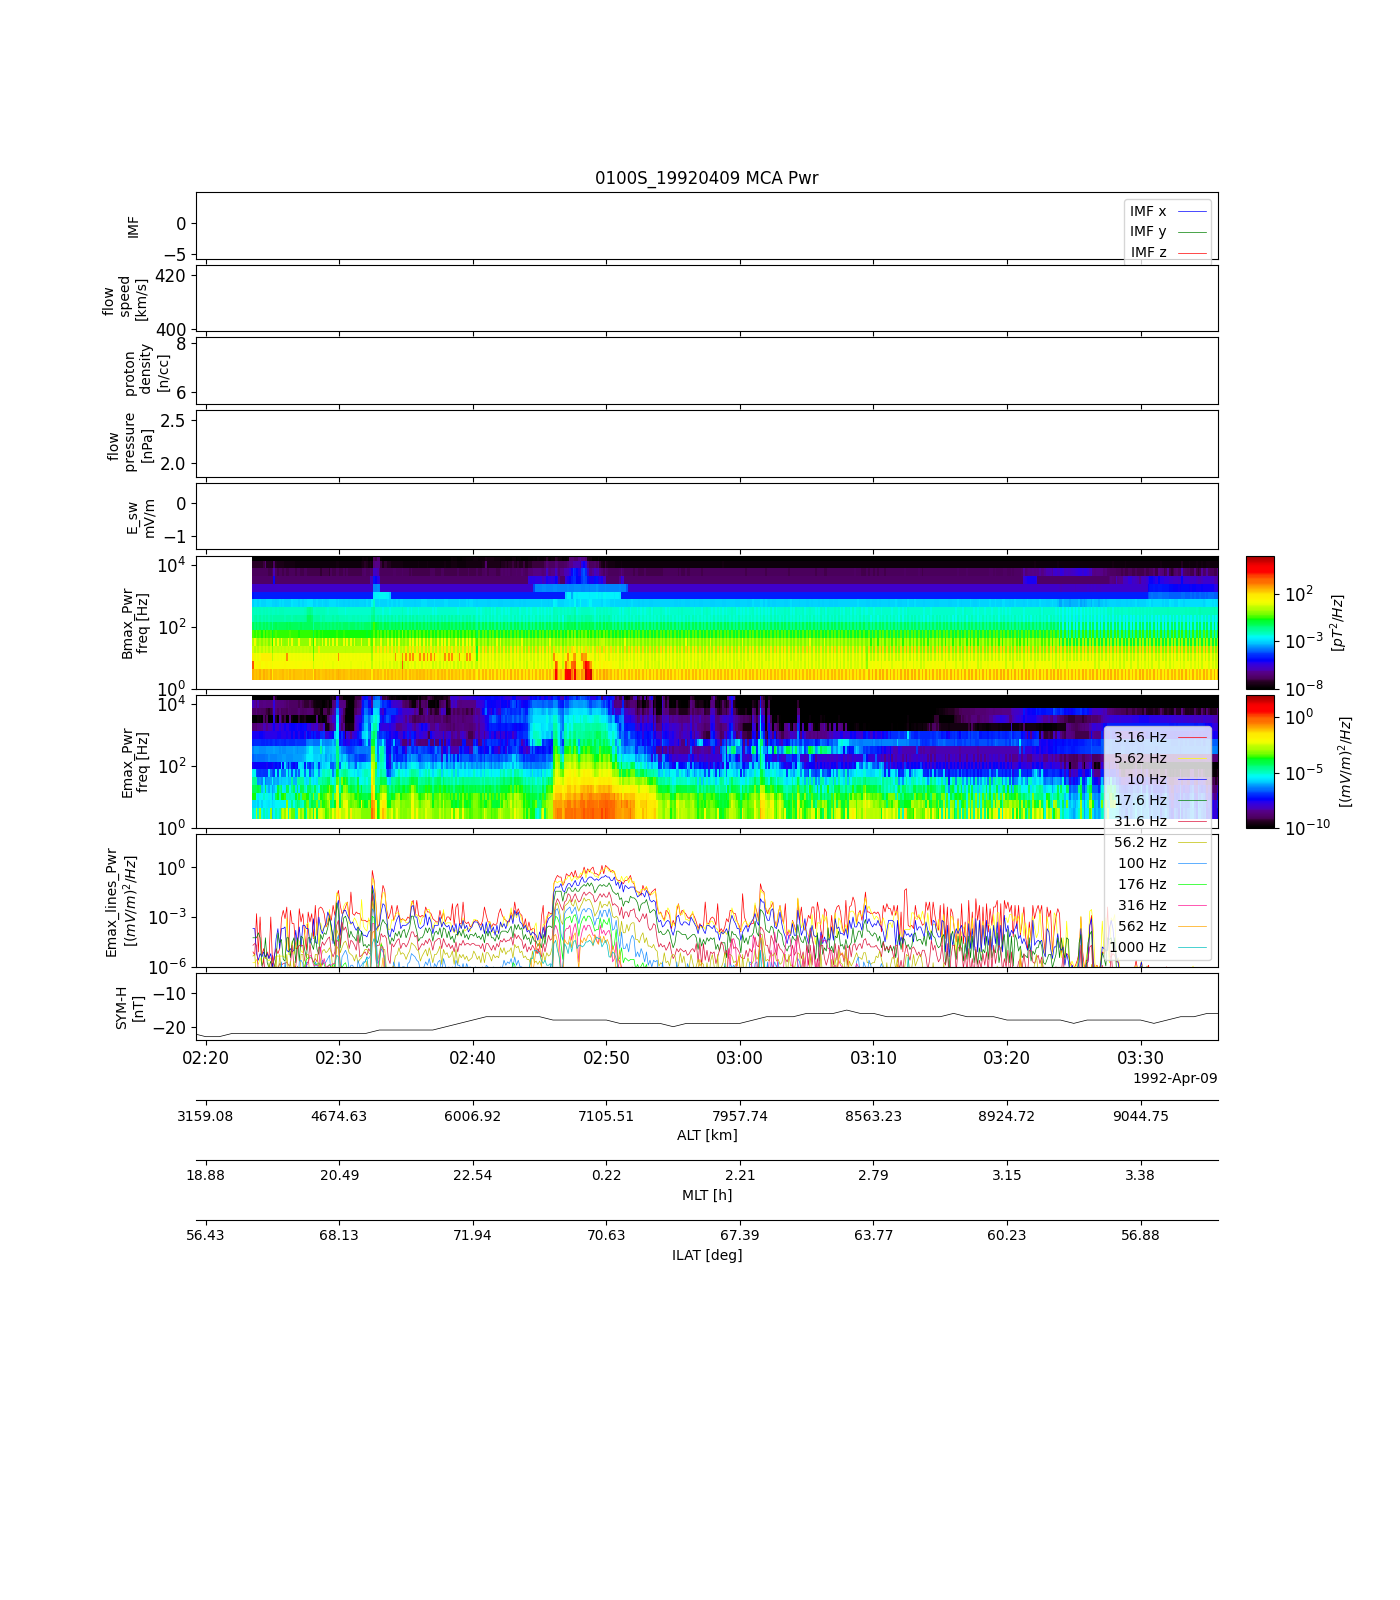 0100S_19920409 MCA Pwr
IMF
0
−5
IMF x
IMF y
IMF z
flow
speed
[km/s]
420
400
proton
density
[n/cc]
8
6
flow
pressure
[nPa]
2.5
2.0
E_sw
mV/m
0
−1
Bmax_Pwr
freq [Hz]
10^4
10^2
10^0
10^2
10^−3
10^−8
[pT^2/Hz]
Emax_Pwr
freq [Hz]
10^4
10^2
10^0
10^0
10^−5
10^−10
[(mV/m)^2/Hz]
3.16 Hz
5.62 Hz
10 Hz
17.6 Hz
31.6 Hz
56.2 Hz
100 Hz
176 Hz
316 Hz
562 Hz
1000 Hz
Emax_lines_Pwr
[(mV/m)^2/Hz]
10^0
10^−3
10^−6
SYM-H
[nT]
−10
−20
02:20 02:30 02:40 02:50 03:00 03:10 03:20 03:30
1992-Apr-09
3159.08 4674.63 6006.92 7105.51 7957.74 8563.23 8924.72 9044.75
ALT [km]
18.88 20.49 22.54 0.22 2.21 2.79 3.15 3.38
MLT [h]
56.43 68.13 71.94 70.63 67.39 63.77 60.23 56.88
ILAT [deg]